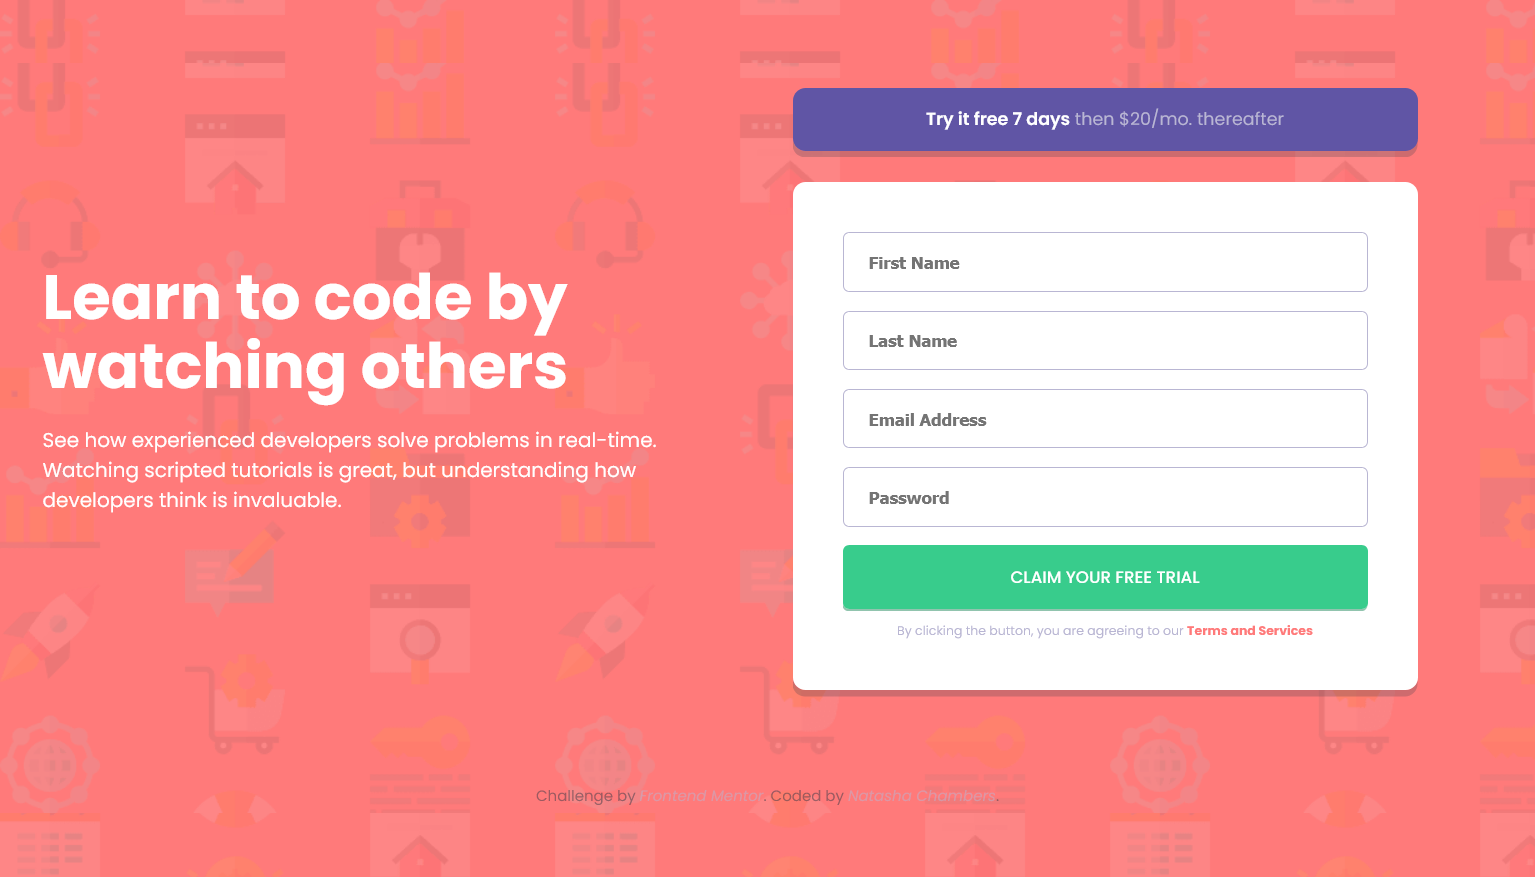 Learn to code by
watching others
See how experienced developers solve problems in real-time.
Watching scripted tutorials is great, but understanding how
developers think is invaluable.
Try it free 7 days then $20/mo. thereafter
First Name
Last Name
Email Address
Password
CLAIM YOUR FREE TRIAL
By clicking the button, you are agreeing to our Terms and Services
Challenge by Frontend Mentor. Coded by Natasha Chambers.